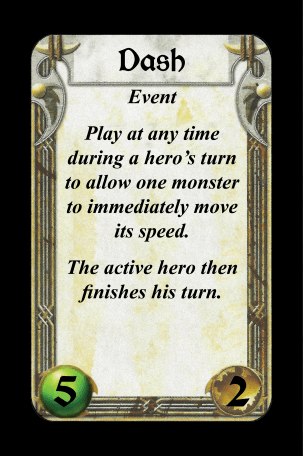 Dash
Event
Play at any time
during a hero's turn
to allow one monster
to immediately move
its speed.
The active hero then
finishes his turn.
5
2